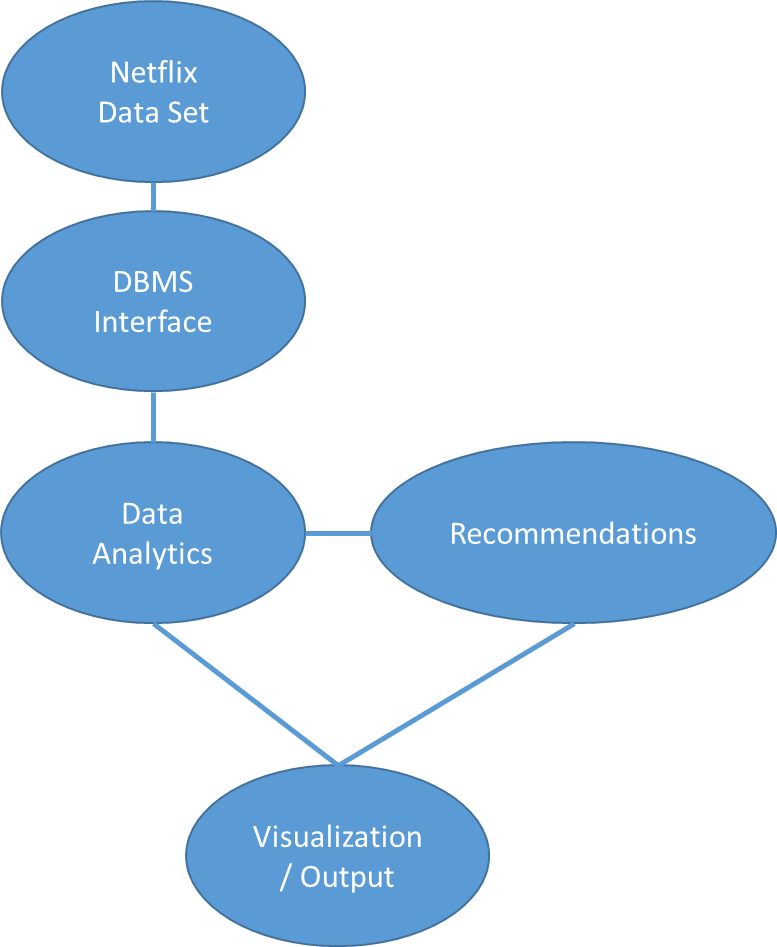 Netflix
Data Set
DBMS
Interface
Data
Analytics
Recommendations
Visualization
/ Output